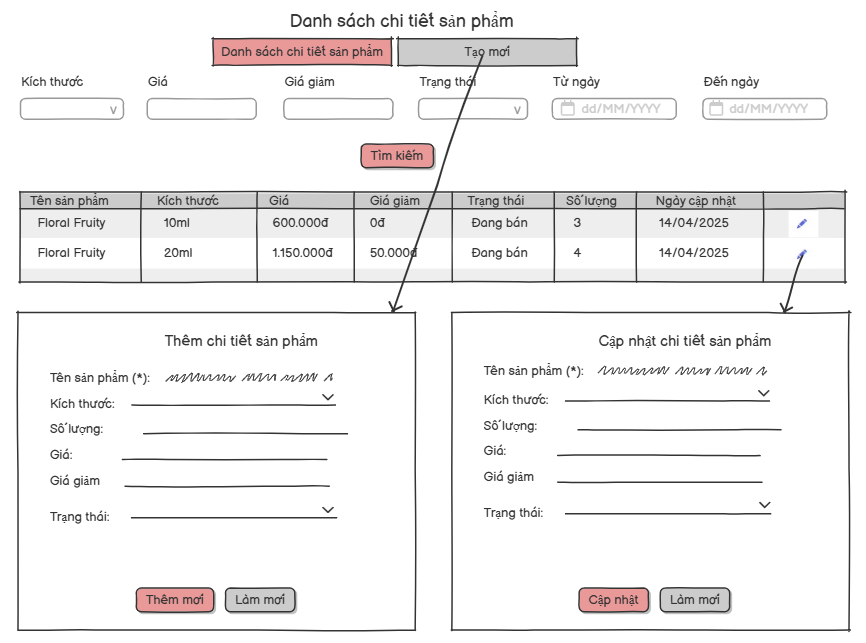 Danh sách chi tiết sản phẩm
Danh sách chi tiết sản phẩm Tạo mới
Kích thước Giá Giá giảm Trạng thái Từ ngày Đến ngày
dd/MM/YYYY dd/MM/YYYY
Tìm kiếm
Tên sản phẩm Kích thước Giá Giá giảm Trạng thái Số lượng Ngày cập nhật
Floral Fruity 10ml 600.000đ 0đ Đang bán 3 14/04/2025
Floral Fruity 20ml 1.150.000đ 50.000đ Đang bán 4 14/04/2025
Thêm chi tiết sản phẩm
Tên sản phẩm (*):
Kích thước:
Số lượng:
Giá:
Giá giảm
Trạng thái:
Thêm mới Làm mới
Cập nhật chi tiết sản phẩm
Tên sản phẩm (*):
Kích thước:
Số lượng:
Giá:
Giá giảm
Trạng thái:
Cập nhật Làm mới